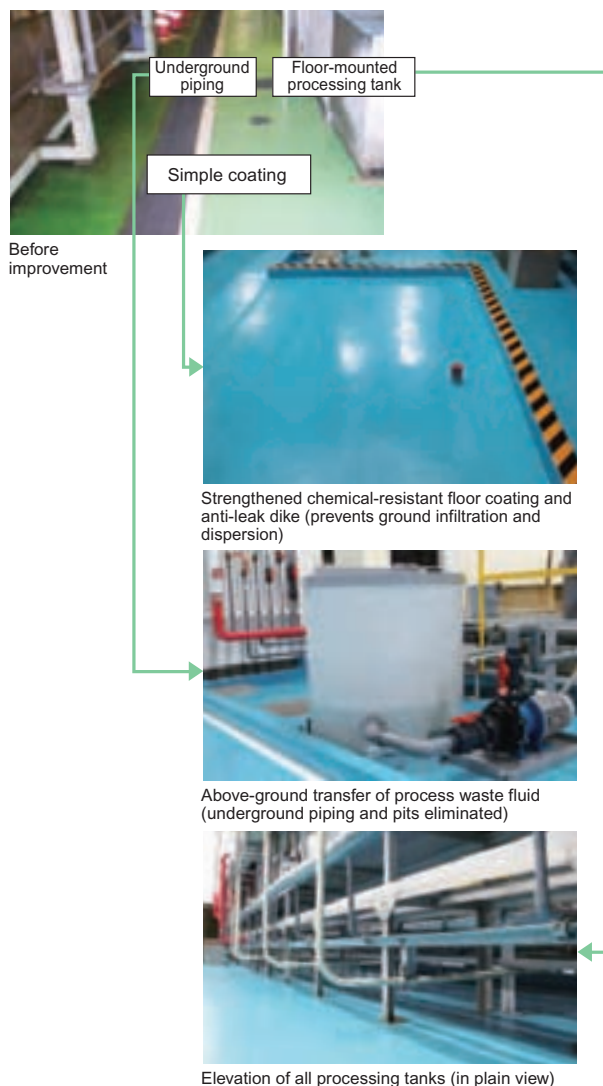 Underground
piping
Floor-mounted
processing tank
Simple coating
Before
improvement
Strengthened chemical-resistant floor coating and
anti-leak dike (prevents ground infiltration and
dispersion)
Above-ground transfer of process waste fluid
(underground piping and pits eliminated)
Elevation of all processing tanks (in plain view)